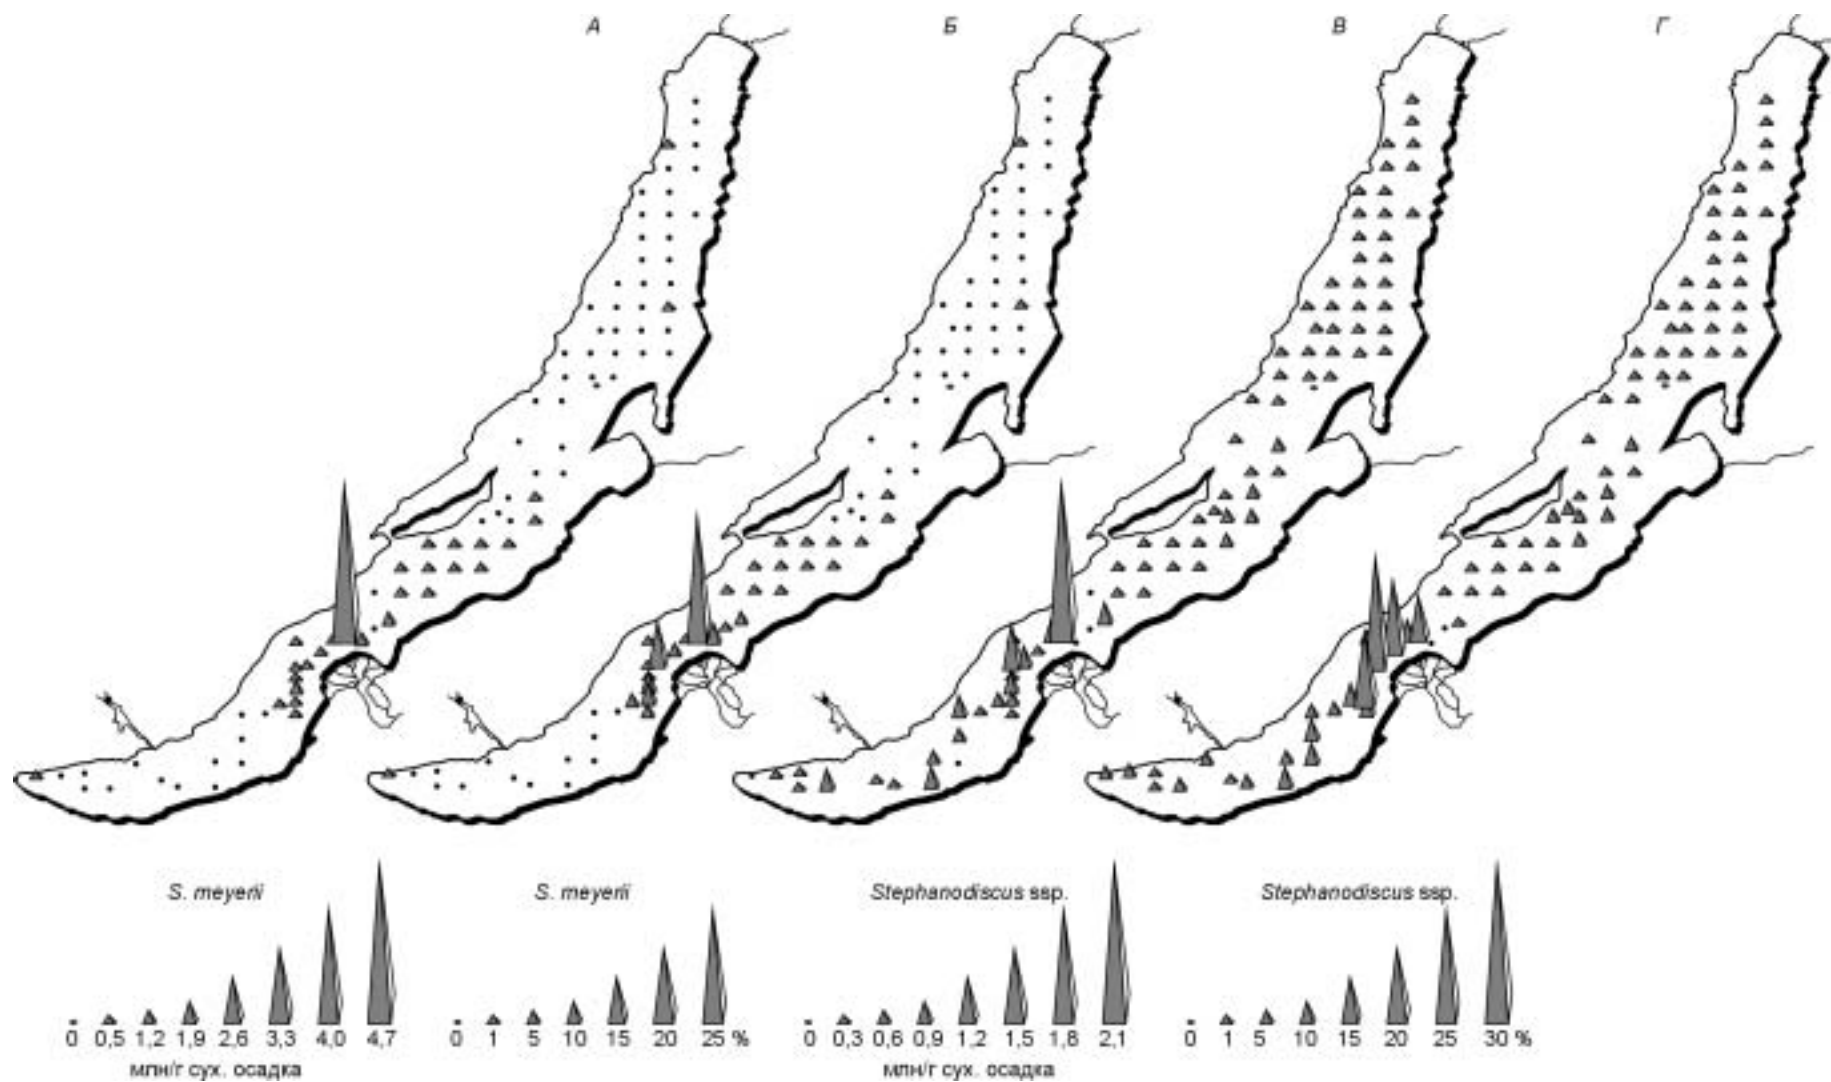 А Б В Г
S. meyerii S. meyerii Stephanodiscus ssp. Stephanodiscus ssp.
0 0,5 1,2 1,9 2,6 3,3 4,0 4,7 0 1 5 10 15 20 25 % 0 0,3 0,6 0,9 1,2 1,5 1,8 2,1 0 1 5 10 15 20 25 30 %
млн/г сух. осадка млн/г сух. осадка